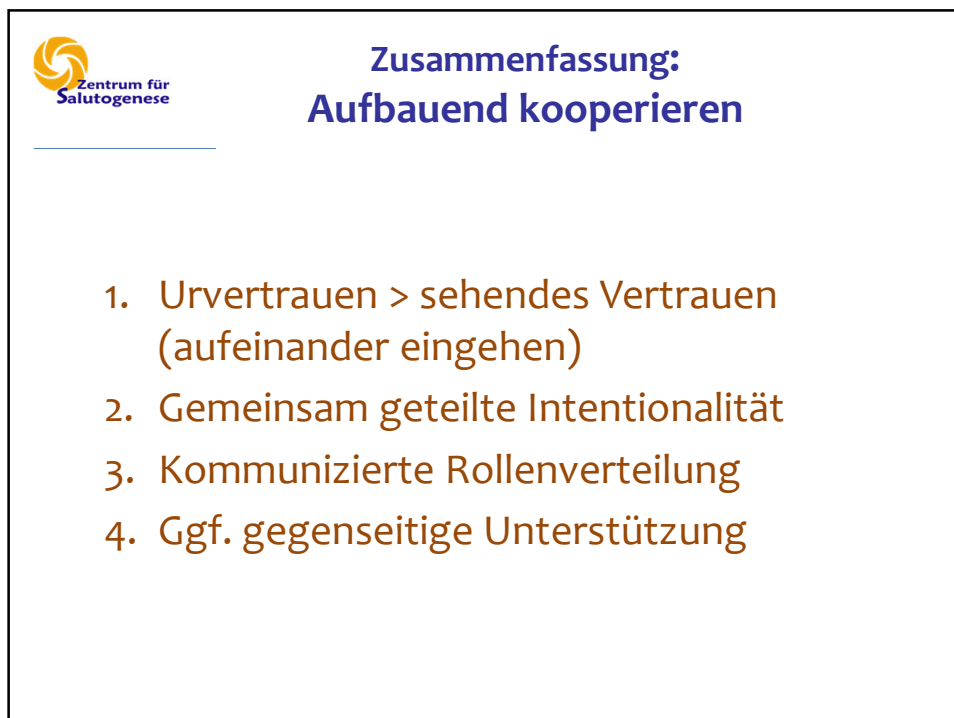 Zentrum für
Salutogenese
Zusammenfassung:
Aufbauend kooperieren
1. Urvertrauen > sehendes Vertrauen
(aufeinander eingehen)
2. Gemeinsam geteilte Intentionalität
3. Kommunizierte Rollenverteilung
4. Ggf. gegenseitige Unterstützung